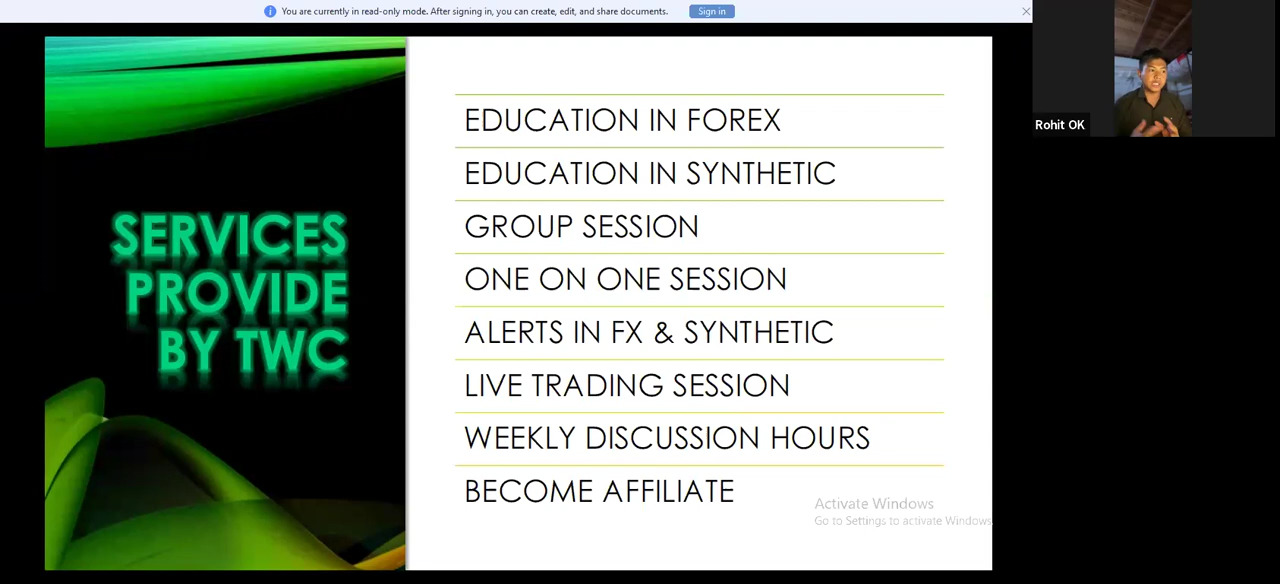 You are currently in read-only mode. After signing in, you can create, edit, and share documents.
Sign in
Rohit OK
SERVICES
PROVIDE
BY TWC
EDUCATION IN FOREX
EDUCATION IN SYNTHETIC
GROUP SESSION
ONE ON ONE SESSION
ALERTS IN FX & SYNTHETIC
LIVE TRADING SESSION
WEEKLY DISCUSSION HOURS
BECOME AFFILIATE
Activate Windows
Go to Settings to activate Windows